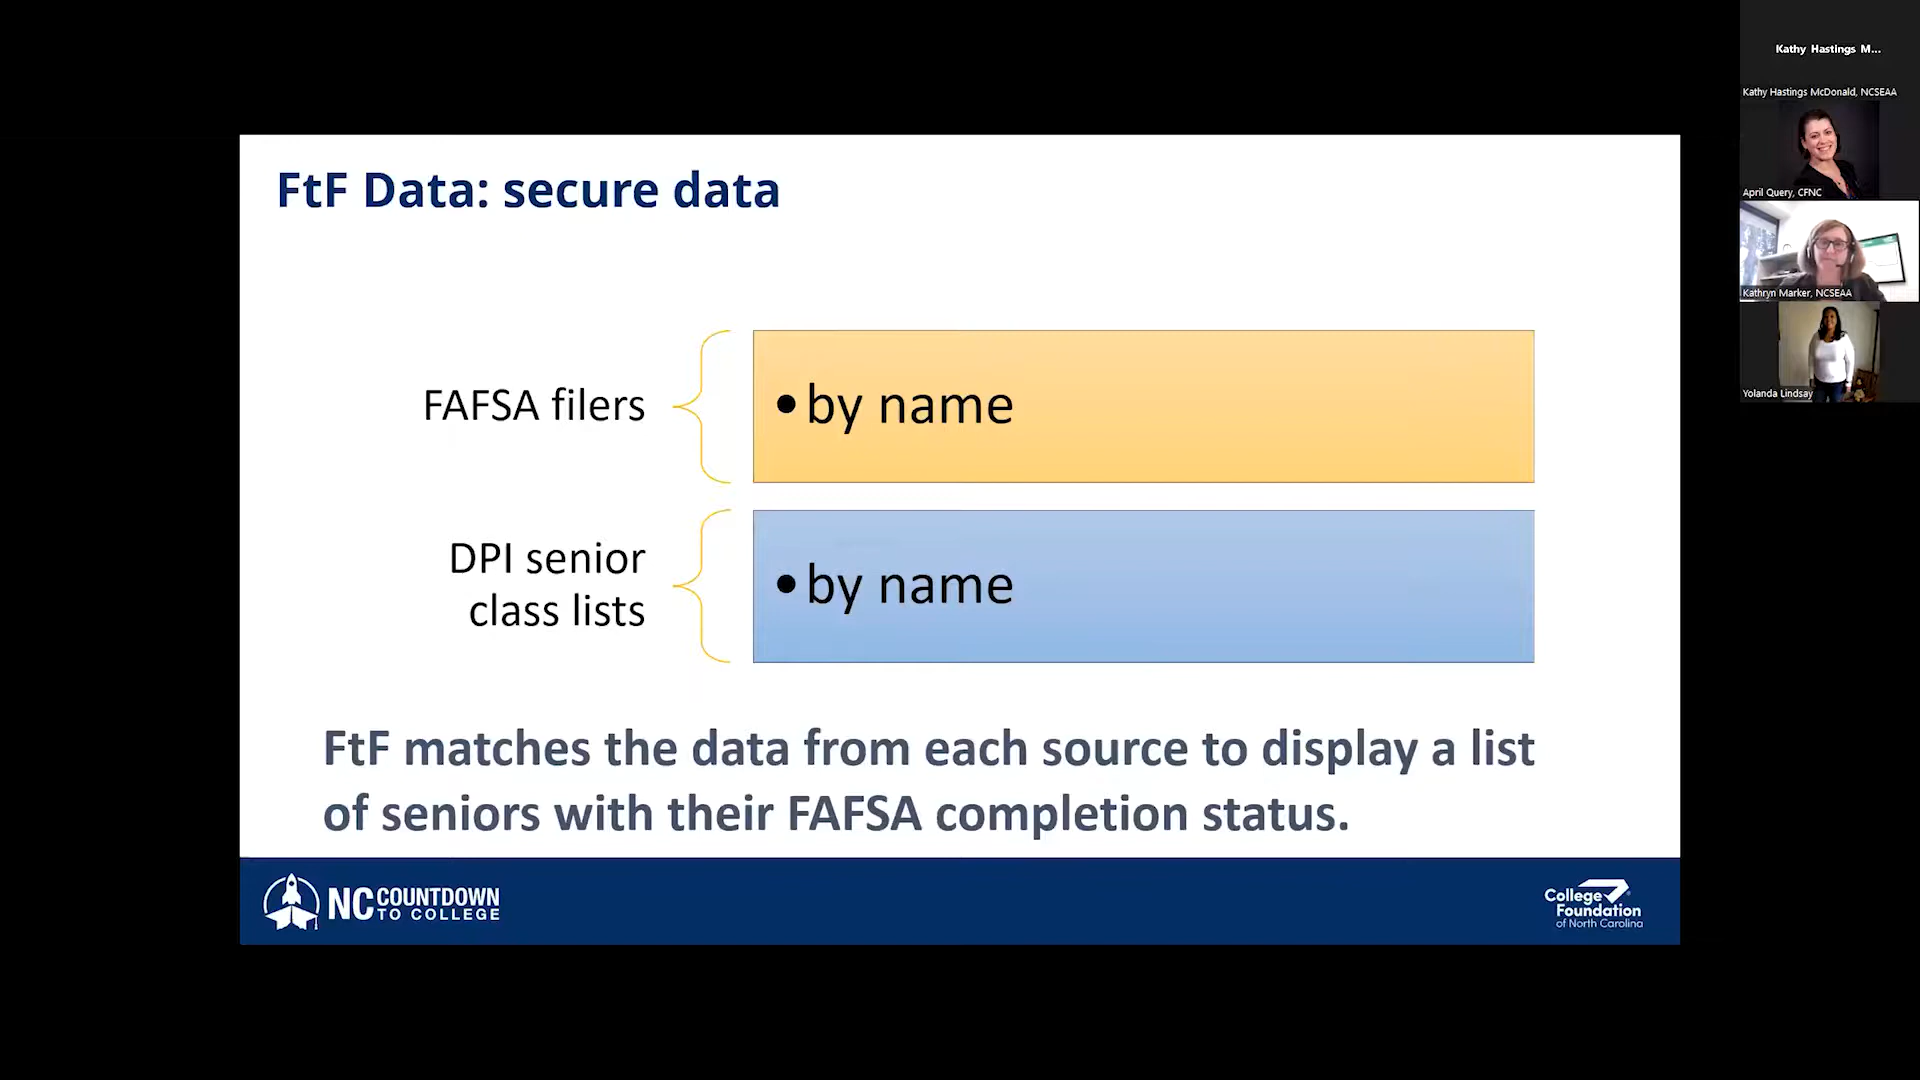 FtF Data: secure data
FAFSA filers
•by name
DPI senior
class lists
•by name
FtF matches the data from each source to display a list
of seniors with their FAFSA completion status.
NC COUNTDOWN
TO COLLEGE
College
Foundation
of North Carolina
Kathy Hastings M...
Kathy Hastings McDonald, NCSEAA
April Query, CFNC
Kathryn Marker, NCSEAA
Yolanda Lindsay